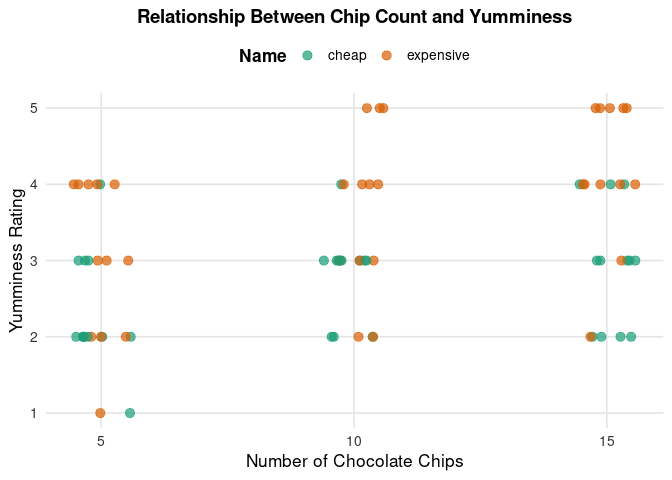 Relationship Between Chip Count and Yumminess
Name cheap expensive
Yumminess Rating
5
4
3
2
1
5 10 15
Number of Chocolate Chips